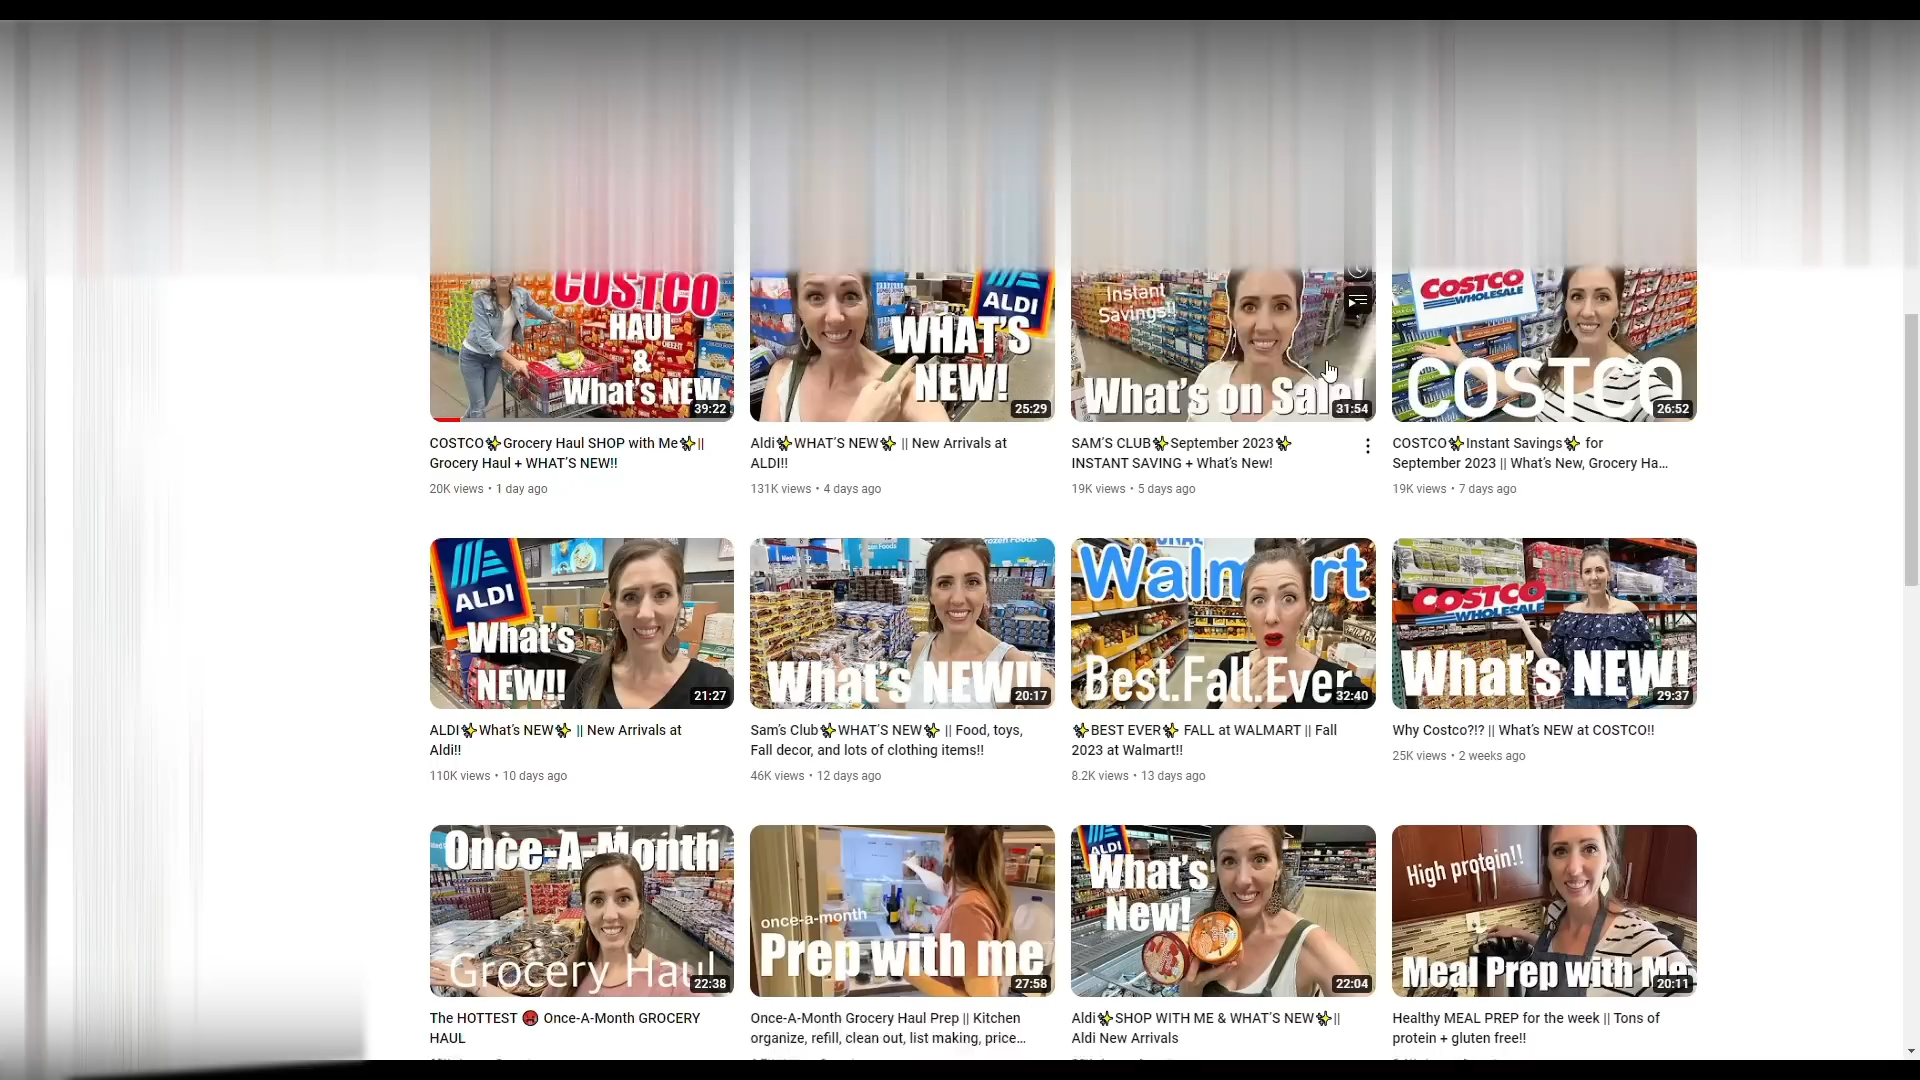 COSTCO
HAUL
&
What's NEW
39:22
ALDI
WHAT'S
NEW!
25:29
Instant
Savings!!
What's on Sale!
31:54
COSTCO
WHOLESALE
COSTCO
26:52
COSTCO✨Grocery Haul SHOP with Me✨||
Grocery Haul + WHAT'S NEW!!
20K views • 1 day ago
Aldi✨WHAT'S NEW✨ || New Arrivals at
ALDI!!
131K views • 4 days ago
SAM'S CLUB✨September 2023✨
INSTANT SAVING + What's New!
19K views • 5 days ago
COSTCO✨Instant Savings✨ for
September 2023 || What's New, Grocery Ha...
19K views • 7 days ago
ALDI
What's
NEW!!
21:27
Frozen Foods
What's NEW!!
20:17
Walmart
Best.Fall.Ever
32:40
COSTCO
WHOLESALE
What's NEW!
29:37
ALDI✨What's NEW✨ || New Arrivals at
Aldi!!
110K views • 10 days ago
Sam's Club✨WHAT'S NEW✨ || Food, toys,
Fall decor, and lots of clothing items!!
46K views • 12 days ago
✨BEST EVER✨ FALL at WALMART || Fall
2023 at Walmart!!
8.2K views • 13 days ago
Why Costco?!? || What's NEW at COSTCO!!
25K views • 2 weeks ago
Once-A-Month
Grocery Haul
22:38
once-a-month
Prep with me
27:58
ALDI
What's
New!
22:04
High protein!!
Meal Prep with Me
20:11
The HOTTEST 🥵 Once-A-Month GROCERY
HAUL
Once-A-Month Grocery Haul Prep || Kitchen
organize, refill, clean out, list making, price...
Aldi✨SHOP WITH ME & WHAT'S NEW✨||
Aldi New Arrivals
Healthy MEAL PREP for the week || Tons of
protein + gluten free!!